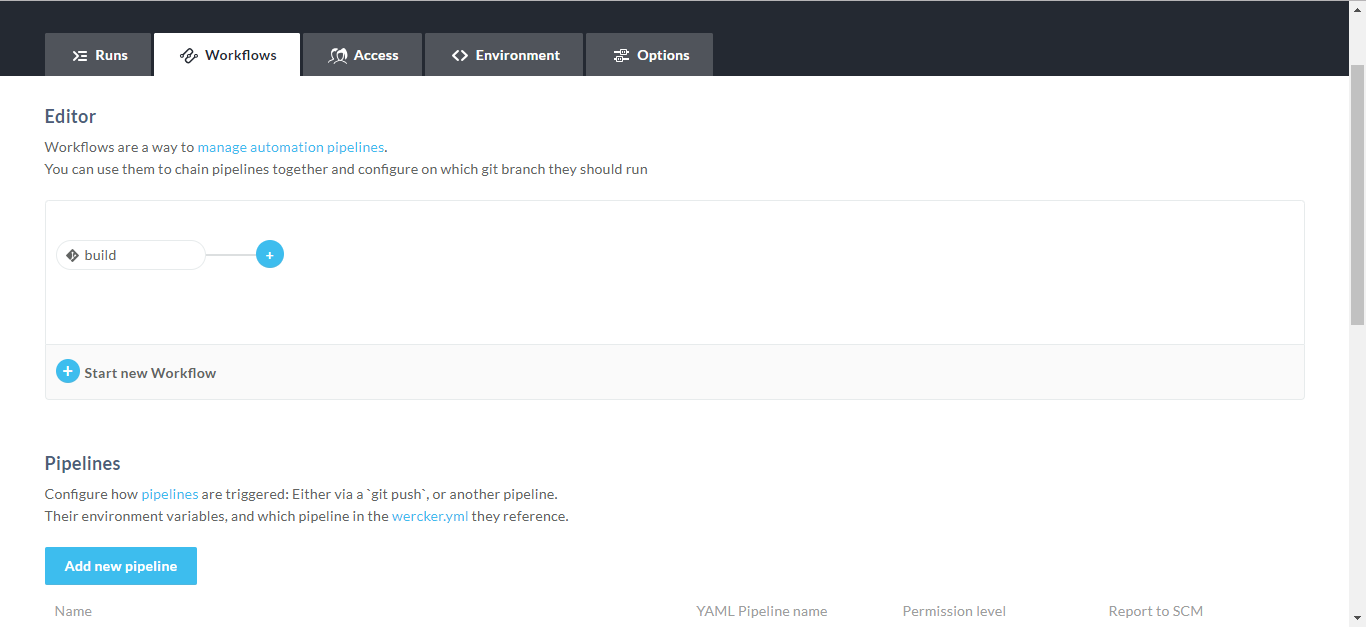 Runs Workflows Access Environment Options
Editor
Workflows are a way to manage automation pipelines.
You can use them to chain pipelines together and configure on which git branch they should run
build +
+ Start new Workflow
Pipelines
Configure how pipelines are triggered: Either via a `git push`, or another pipeline.
Their environment variables, and which pipeline in the wercker.yml they reference.
Add new pipeline
Name YAML Pipeline name Permission level Report to SCM